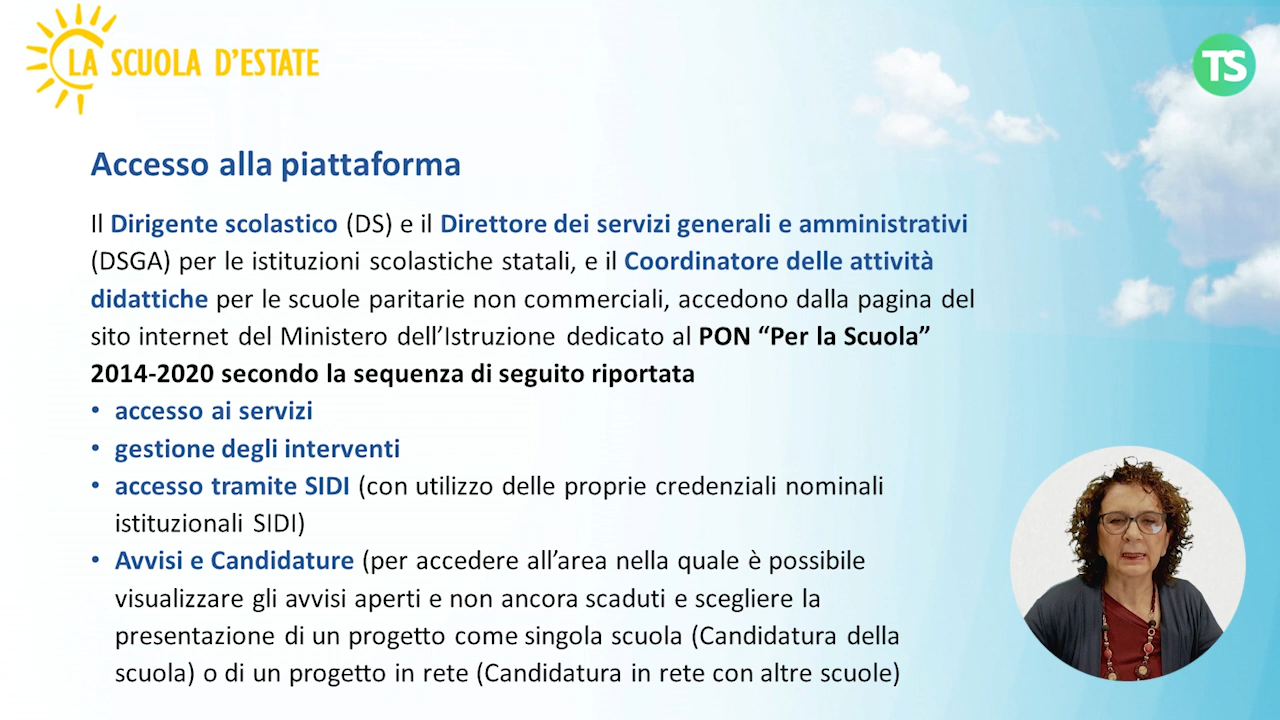 LA SCUOLA D'ESTATE
TS
Accesso alla piattaforma
Il Dirigente scolastico (DS) e il Direttore dei servizi generali e amministrativi
(DSGA) per le istituzioni scolastiche statali, e il Coordinatore delle attività
didattiche per le scuole paritarie non commerciali, accedono dalla pagina del
sito internet del Ministero dell’Istruzione dedicato al PON “Per la Scuola”
2014-2020 secondo la sequenza di seguito riportata
• accesso ai servizi
• gestione degli interventi
• accesso tramite SIDI (con utilizzo delle proprie credenziali nominali
istituzionali SIDI)
• Avvisi e Candidature (per accedere all’area nella quale è possibile
visualizzare gli avvisi aperti e non ancora scaduti e scegliere la
presentazione di un progetto come singola scuola (Candidatura della
scuola) o di un progetto in rete (Candidatura in rete con altre scuole)